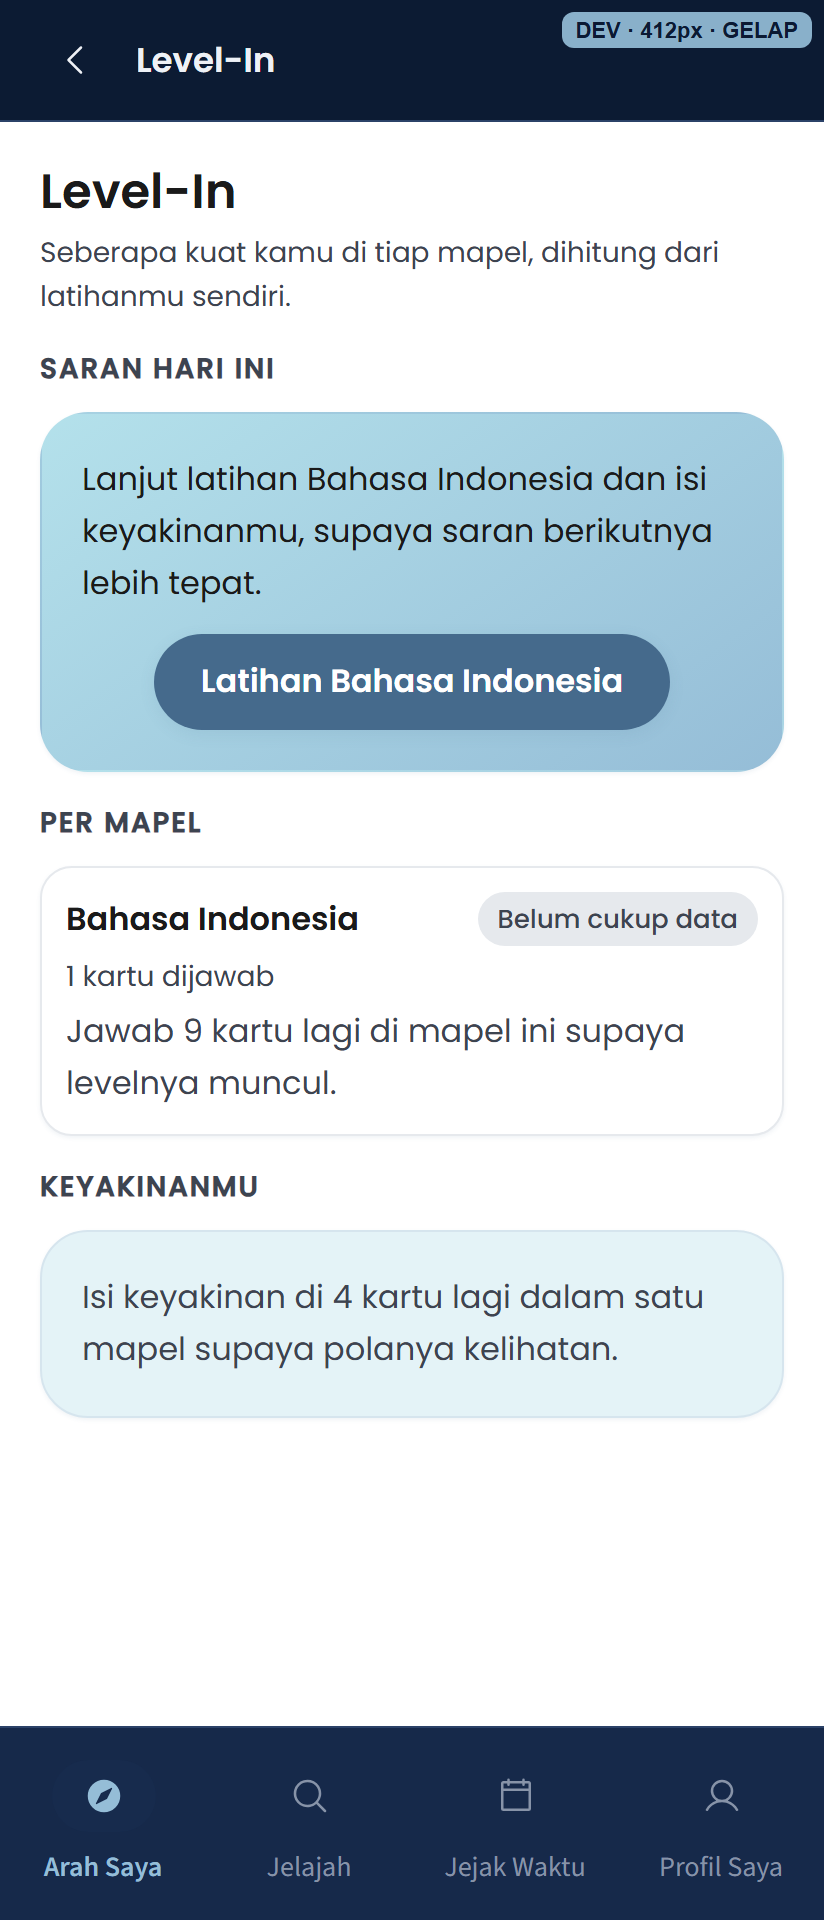 DEV · 412px · GELAP
Level-In
Level-In
Seberapa kuat kamu di tiap mapel, dihitung dari
latihanmu sendiri.
SARAN HARI INI
Lanjut latihan Bahasa Indonesia dan isi
keyakinanmu, supaya saran berikutnya
lebih tepat.
Latihan Bahasa Indonesia
PER MAPEL
Bahasa Indonesia
Belum cukup data
1 kartu dijawab
Jawab 9 kartu lagi di mapel ini supaya
levelnya muncul.
KEYAKINANMU
Isi keyakinan di 4 kartu lagi dalam satu
mapel supaya polanya kelihatan.
Arah Saya
Jelajah
Jejak Waktu
Profil Saya